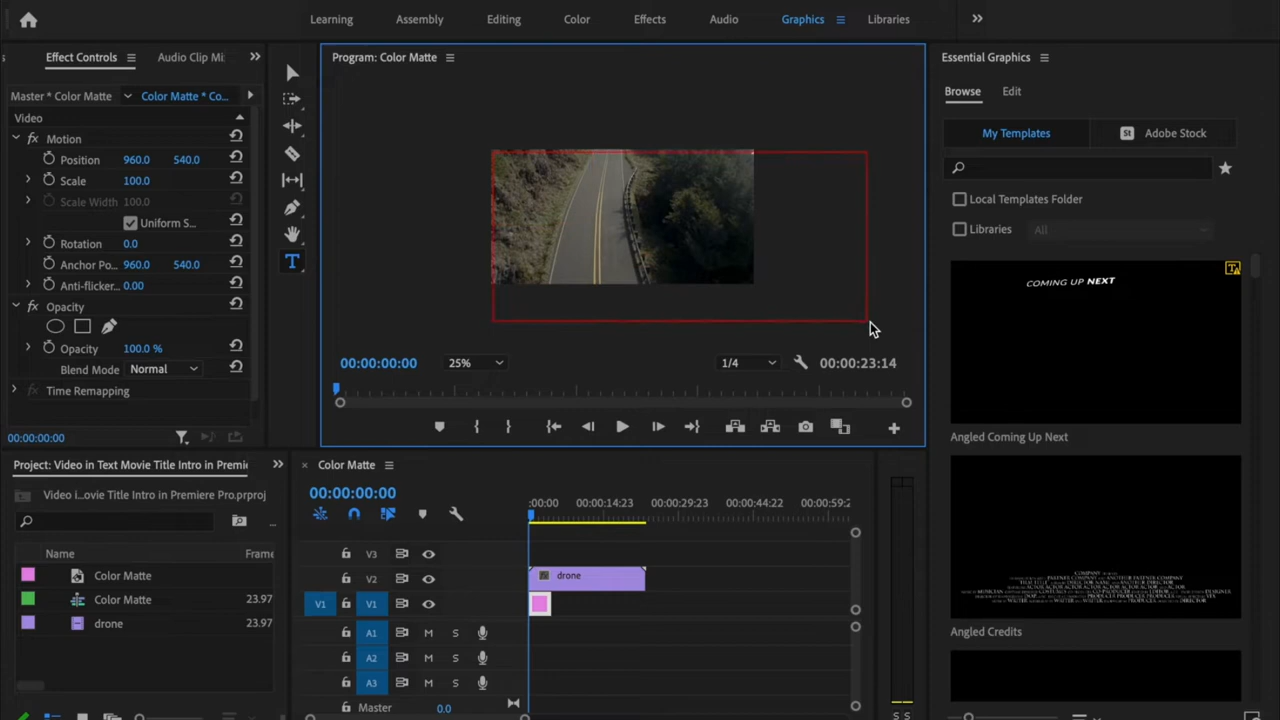 Learning Assembly Editing Color Effects Audio Graphics Libraries
s Effect Controls Audio Clip Mi
Master * Color Matte Color Matte * Co...
Video
fx Motion
Position 960.0 540.0
Scale 100.0
Scale Width 100.0
Uniform S...
Rotation 0.0
Anchor Po... 960.0 540.0
Anti-flicker... 0.00
fx Opacity
Opacity 100.0 %
Blend Mode Normal
fx Time Remapping
00:00:00:00
T
Program: Color Matte
00:00:00:00 25% 1/4 00:00:23:14
Essential Graphics
Browse Edit
My Templates St Adobe Stock
Local Templates Folder
Libraries All
COMING UP NEXT
Angled Coming Up Next
Angled Credits
Project: Video in Text Movie Title Intro in Premie
Video i...ovie Title Intro in Premiere Pro.prproj
Name Frame
Color Matte
Color Matte 23.97
drone 23.97
× Color Matte
00:00:00:00
:00:00 00:00:14:23 00:00:29:23 00:00:44:22 00:00:59:2
V3
V2 drone
V1 V1
A1 M S
A2 M S
A3 M S
Master 0.0
S S